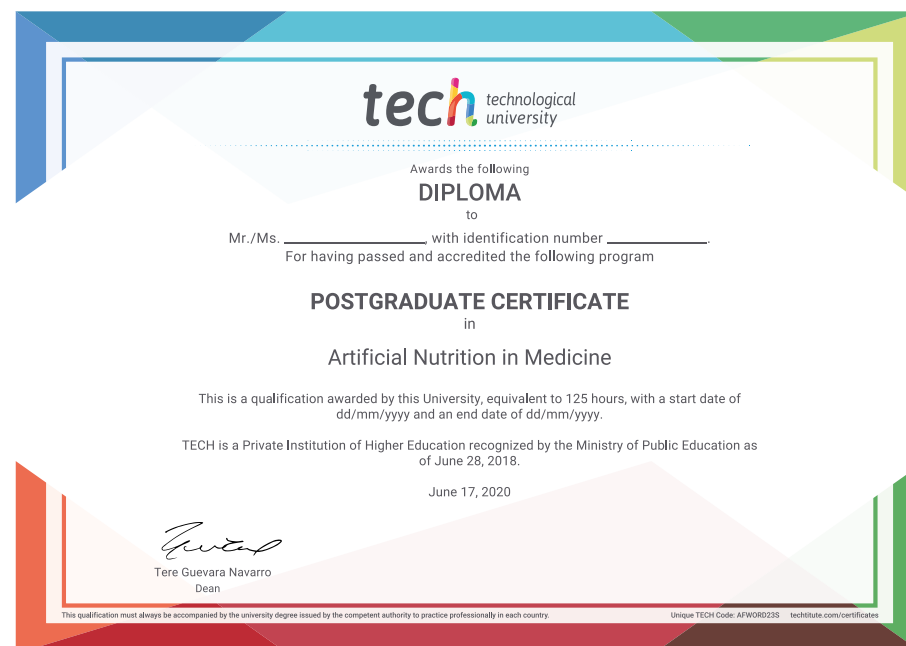 tech technological
university
Awards the following
DIPLOMA
to
Mr./Ms. ____________________, with identification number ______________.
For having passed and accredited the following program
POSTGRADUATE CERTIFICATE
in
Artificial Nutrition in Medicine
This is a qualification awarded by this University, equivalent to 125 hours, with a start date of
dd/mm/yyyy and an end date of dd/mm/yyyy.
TECH is a Private Institution of Higher Education recognized by the Ministry of Public Education as
of June 28, 2018.
June 17, 2020
Tere Guevara Navarro
Dean
This qualification must always be accompanied by the university degree issued by the competent authority to practice professionally in each country. Unique TECH Code: AFWORD23S techtitute.com/certificates